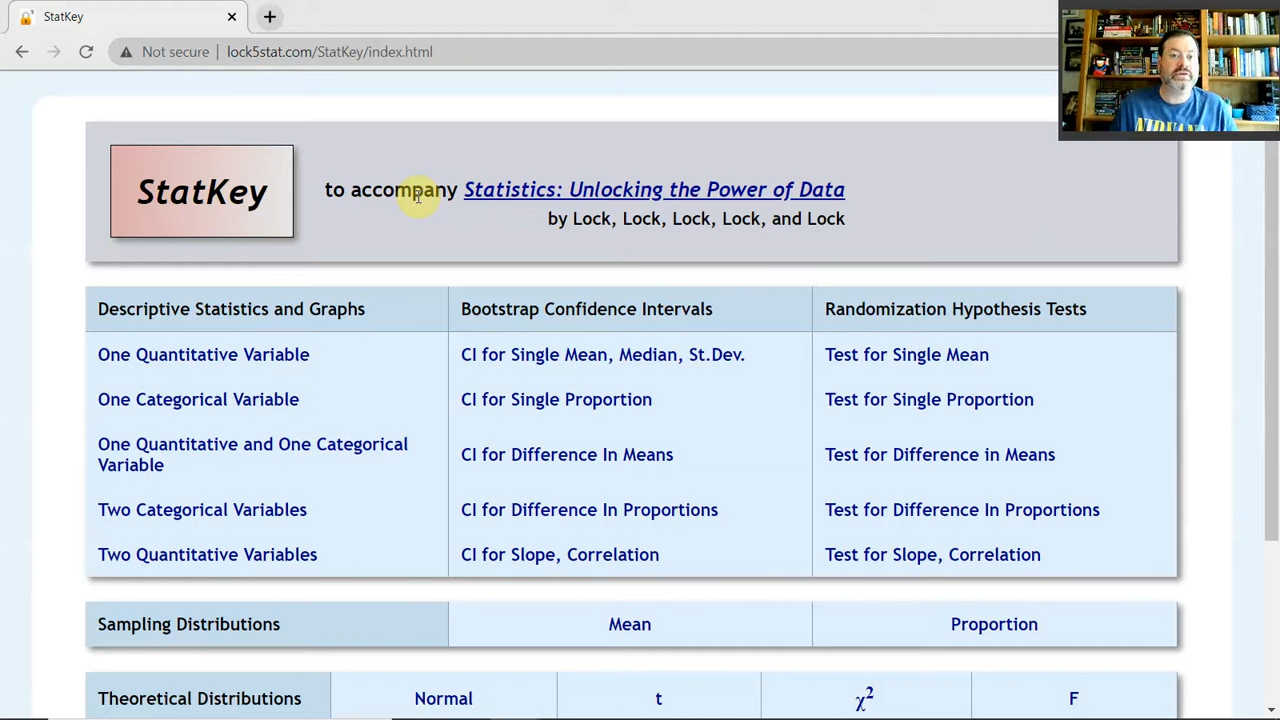 StatKey
Not secure
lock5stat.com/StatKey/index.html
StatKey
to accompany Statistics: Unlocking the Power of Data
by Lock, Lock, Lock, Lock, and Lock
Descriptive Statistics and Graphs
Bootstrap Confidence Intervals
Randomization Hypothesis Tests
One Quantitative Variable
CI for Single Mean, Median, St.Dev.
Test for Single Mean
One Categorical Variable
CI for Single Proportion
Test for Single Proportion
One Quantitative and One Categorical
Variable
CI for Difference In Means
Test for Difference in Means
Two Categorical Variables
CI for Difference In Proportions
Test for Difference In Proportions
Two Quantitative Variables
CI for Slope, Correlation
Test for Slope, Correlation
Sampling Distributions
Mean
Proportion
Theoretical Distributions
Normal
t
χ²
F
NIRVANA